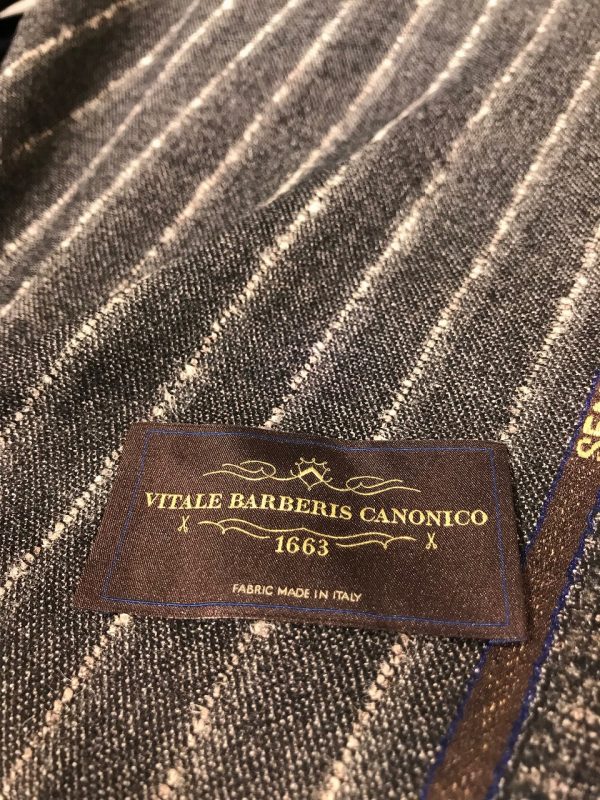 VITALE BARBERIS CANONICO
1663
FABRIC MADE IN ITALY